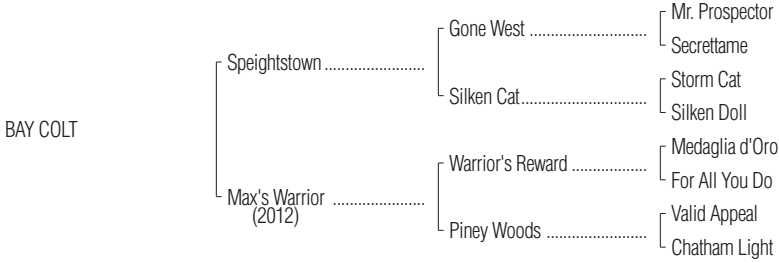 Mr. Prospector
Gone West ..........................
Secrettame
Speightstown ......................
Storm Cat
Silken Cat............................
Silken Doll
BAY COLT
Medaglia d'Oro
Warrior's Reward .................
For All You Do
Max's Warrior ....................
(2012)
Valid Appeal
Piney Woods ......................
Chatham Light